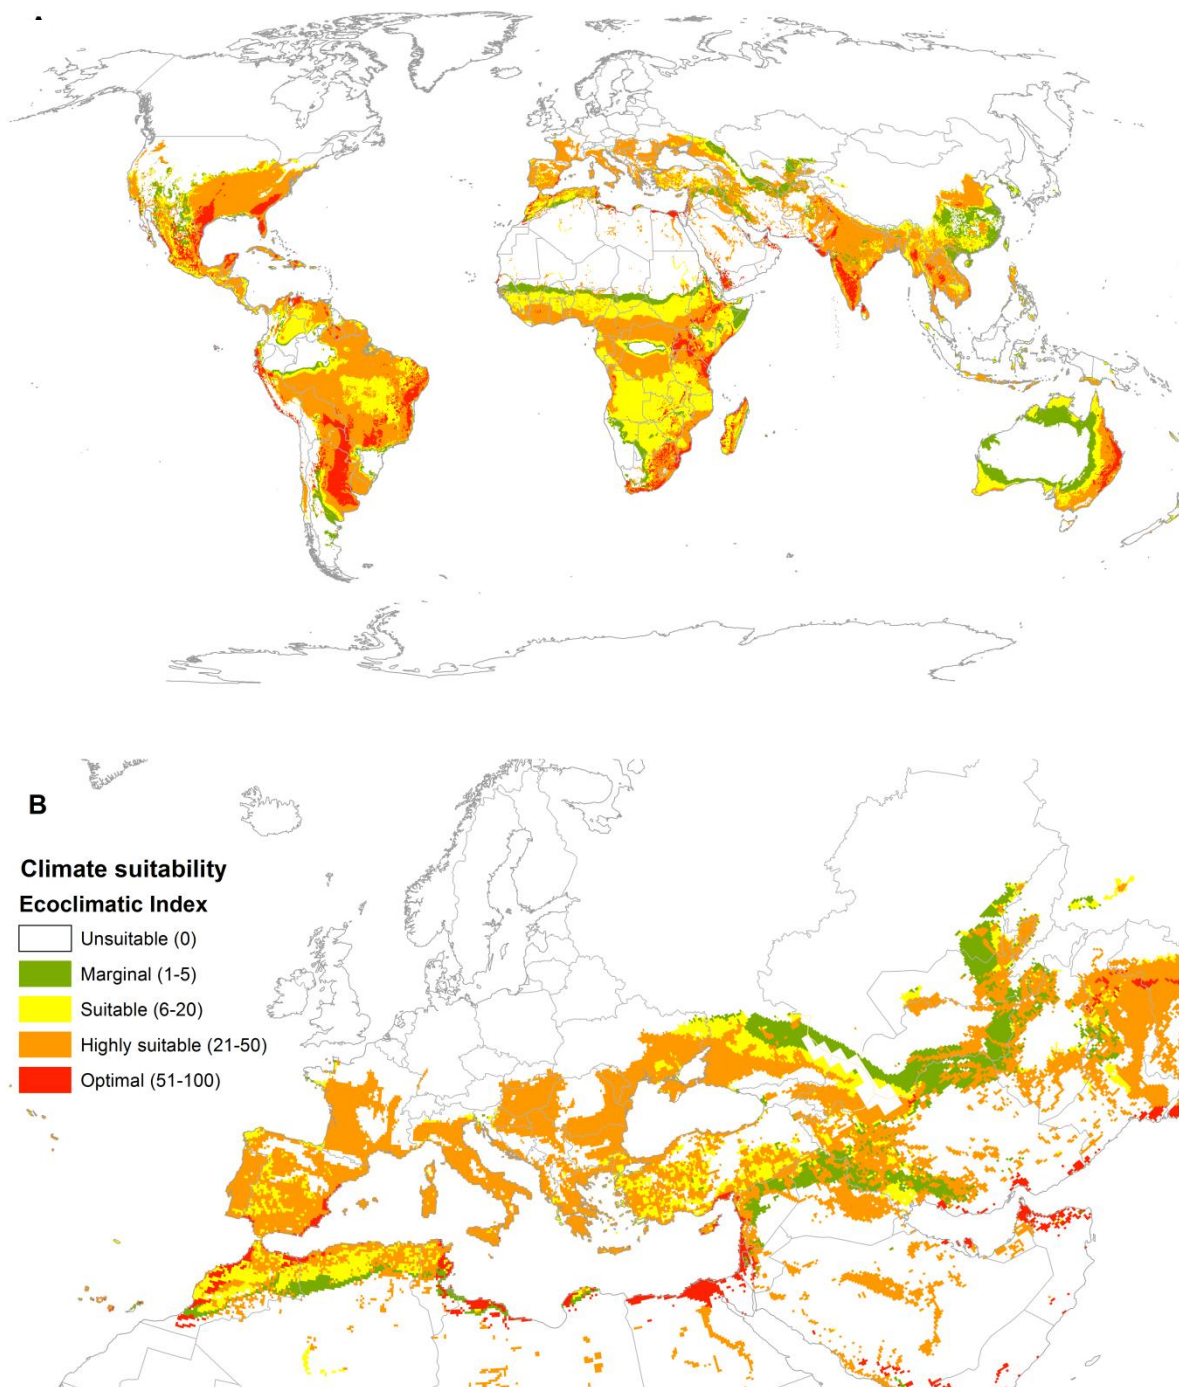 B
Climate suitability
Ecoclimatic Index
Unsuitable (0)
Marginal (1-5)
Suitable (6-20)
Highly suitable (21-50)
Optimal (51-100)